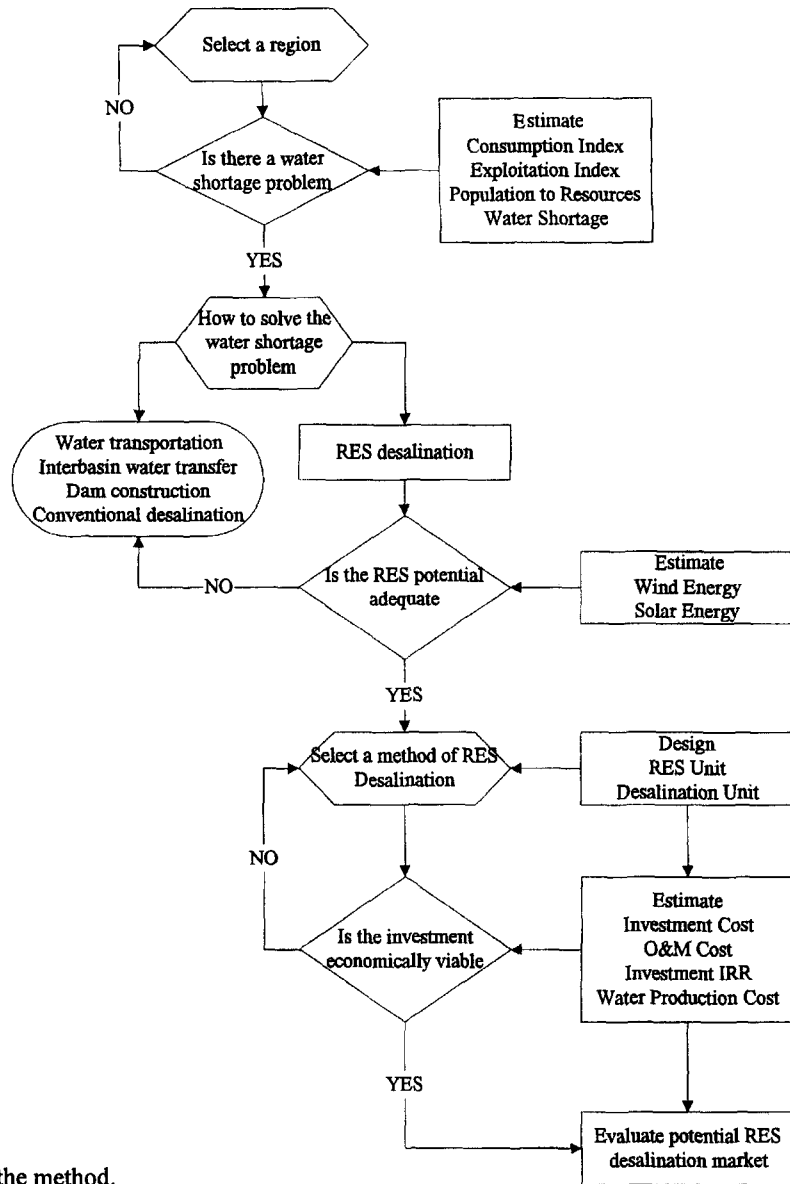 Select a region
NO
Is there a water
shortage problem
Estimate
Consumption Index
Exploitation Index
Population to Resources
Water Shortage
YES
How to solve the
water shortage
problem
Water transportation
Interbasin water transfer
Dam construction
Conventional desalination
RES desalination
NO
Is the RES potential
adequate
Estimate
Wind Energy
Solar Energy
YES
Select a method of RES
Desalination
Design
RES Unit
Desalination Unit
NO
Is the investment
economically viable
Estimate
Investment Cost
O&M Cost
Investment IRR
Water Production Cost
YES
Evaluate potential RES
desalination market
the method.